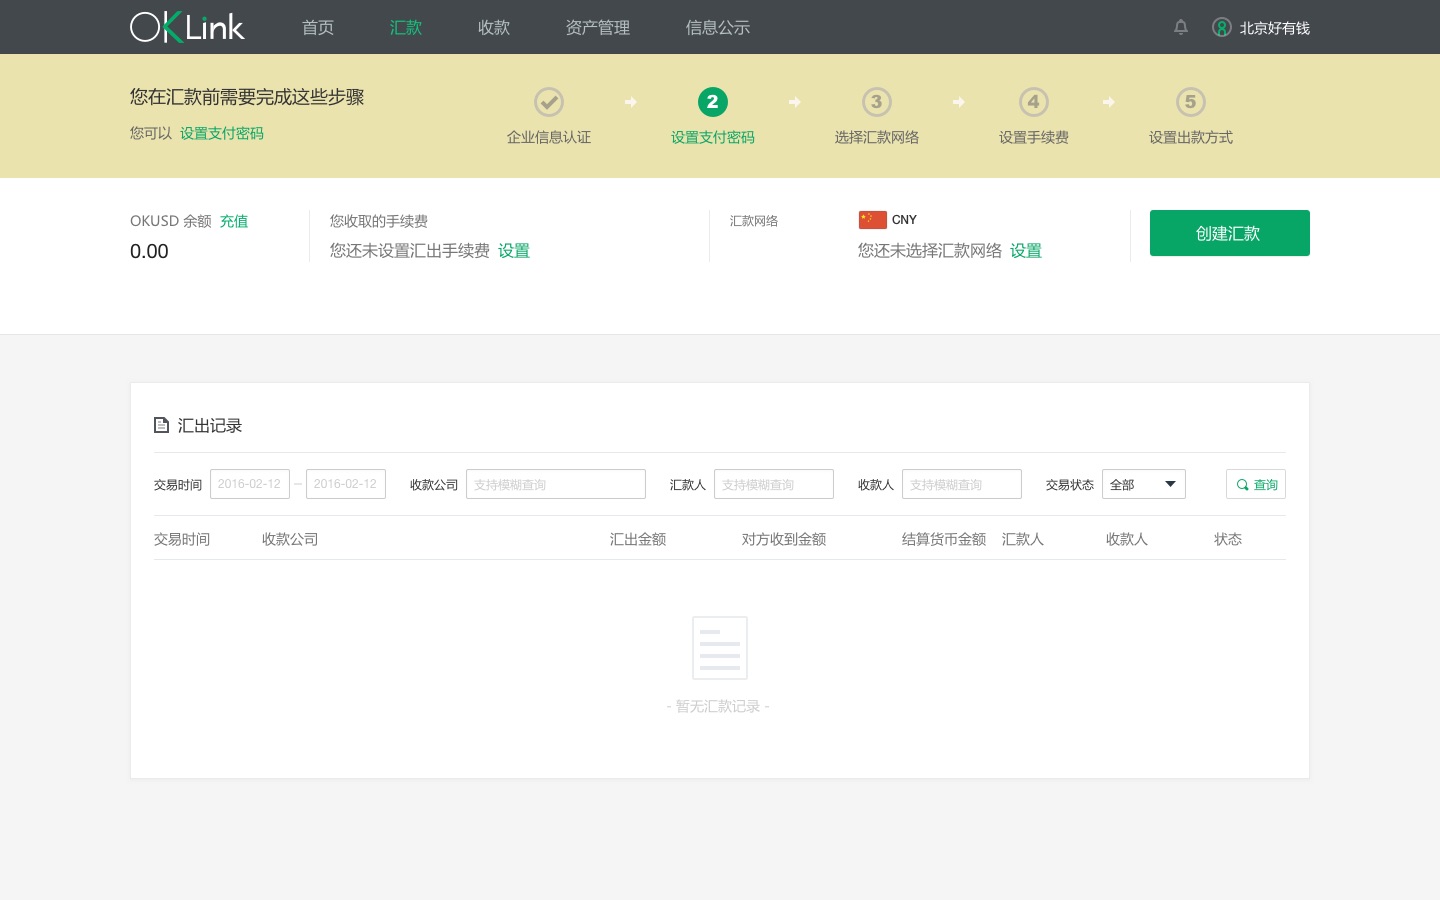 OKLink 首页 汇款 收款 资产管理 信息公示 北京好有钱
您在汇款前需要完成这些步骤
您可以 设置支付密码
2 3 4 5
企业信息认证 设置支付密码 选择汇款网络 设置手续费 设置出款方式
OKUSD 余额 充值
0.00
您收取的手续费
您还未设置汇出手续费 设置
汇款网络
CNY
您还未选择汇款网络 设置
创建汇款
汇出记录
交易时间 2016-02-12 – 2016-02-12 收款公司 支持模糊查询 汇款人 支持模糊查询 收款人 支持模糊查询 交易状态 全部 查询
交易时间 收款公司 汇出金额 对方收到金额 结算货币金额 汇款人 收款人 状态
- 暂无汇款记录 -